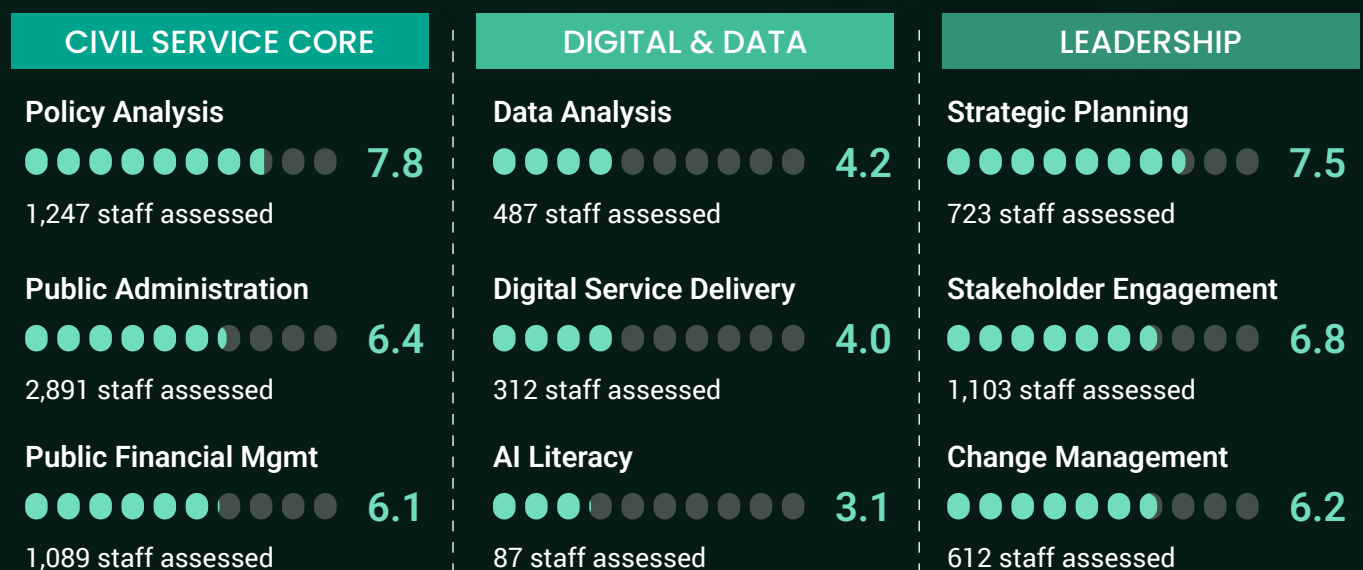 CIVIL SERVICE CORE
Policy Analysis
7.8
1,247 staff assessed
Public Administration
6.4
2,891 staff assessed
Public Financial Mgmt
6.1
1,089 staff assessed
DIGITAL & DATA
Data Analysis
4.2
487 staff assessed
Digital Service Delivery
4.0
312 staff assessed
AI Literacy
3.1
87 staff assessed
LEADERSHIP
Strategic Planning
7.5
723 staff assessed
Stakeholder Engagement
6.8
1,103 staff assessed
Change Management
6.2
612 staff assessed